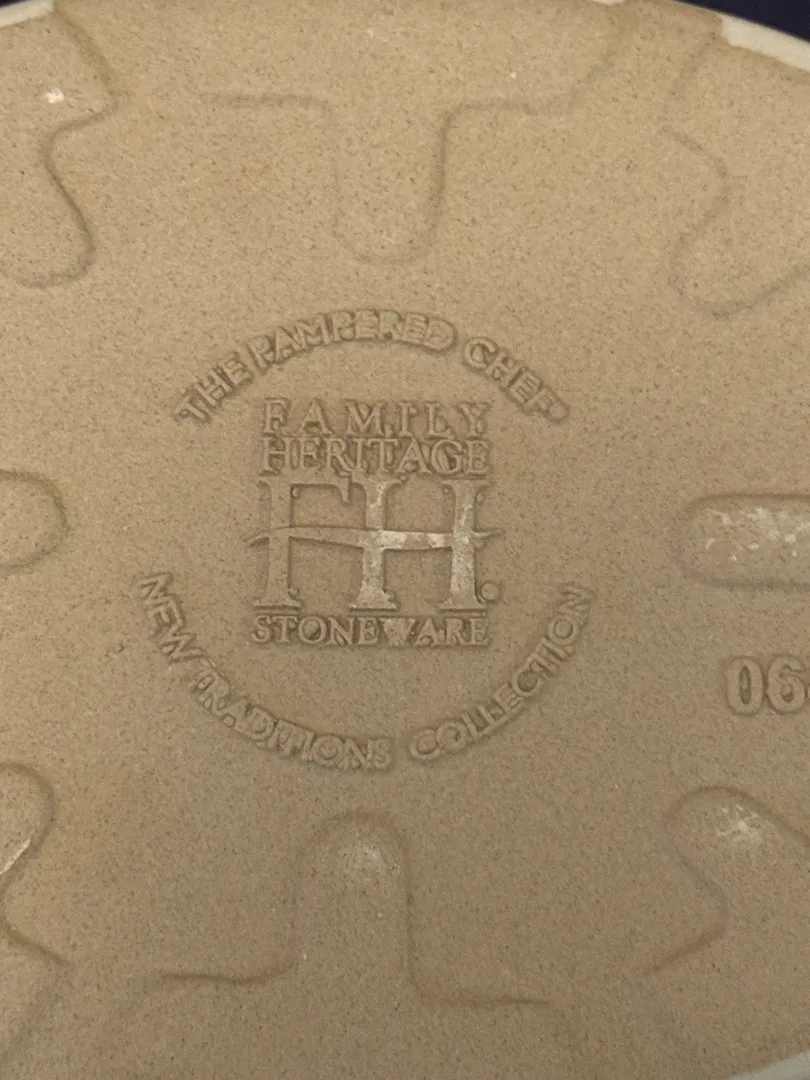 THE PAMPERED CHEF
FAMILY
HERITAGE
FH
STONEWARE
NEW TRADITIONS COLLECTION
06